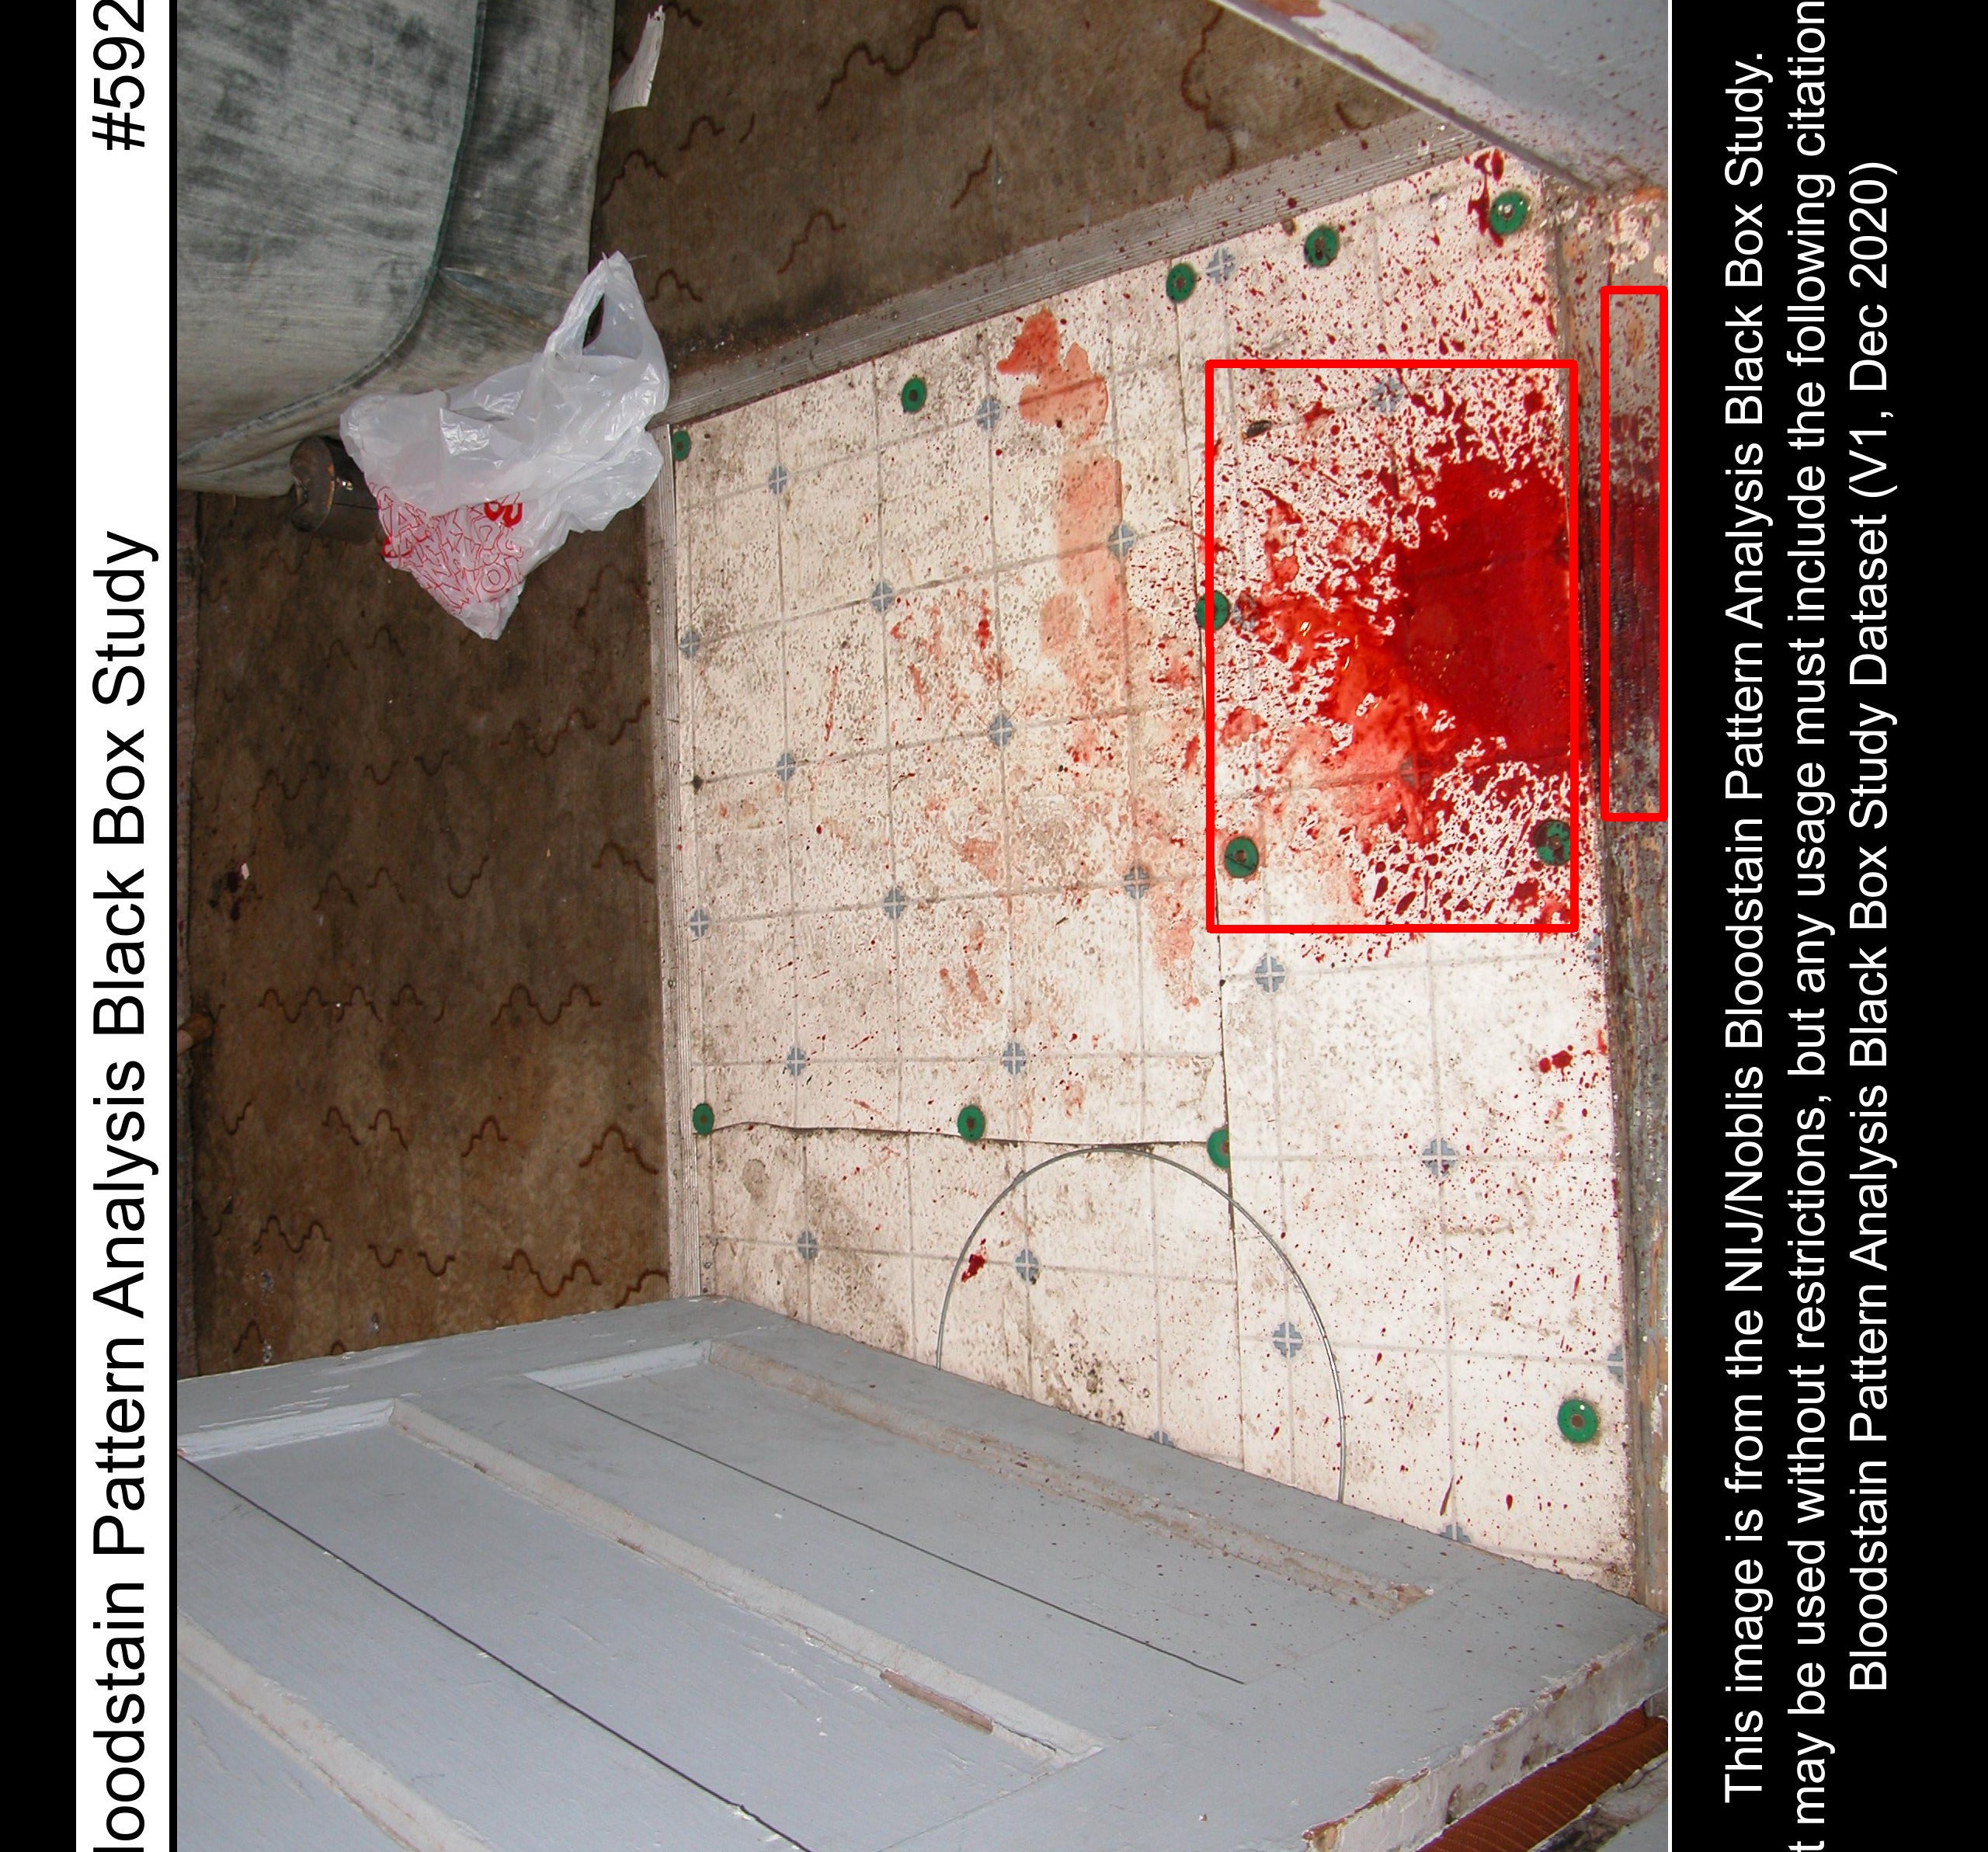 loodstain Pattern Analysis Black Box Study #592
This image is from the NIJ/Noblis Bloodstain Pattern Analysis Black Box Study.
t may be used without restrictions, but any usage must include the following citation
Bloodstain Pattern Analysis Black Box Study Dataset (V1, Dec 2020)